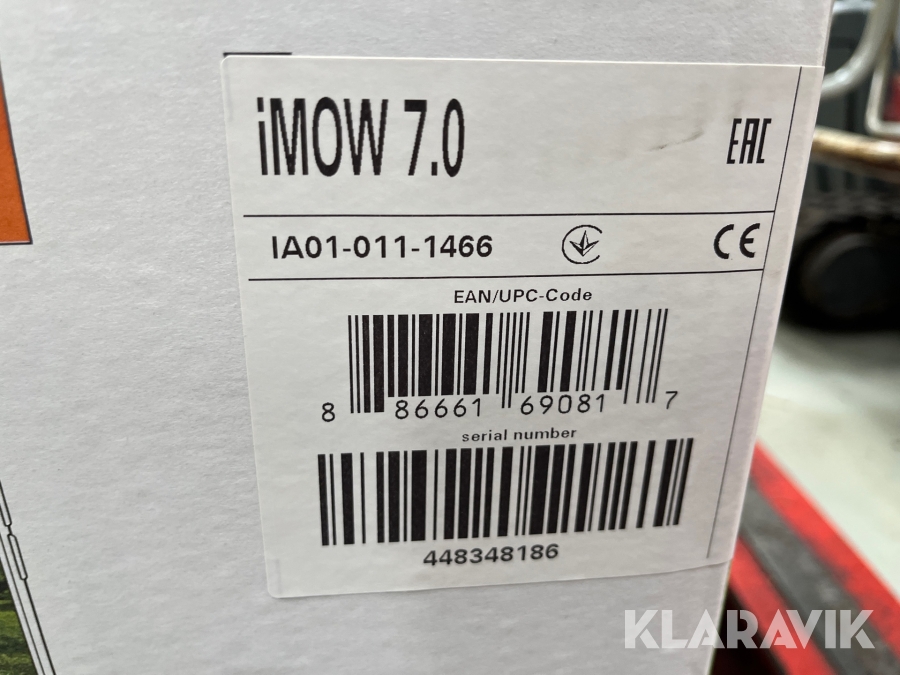 iMOW 7.0
EAC
IA01-011-1466
CE
EAN/UPC-Code
8 86661 69081 7
serial number
448348186
KLARAVIK